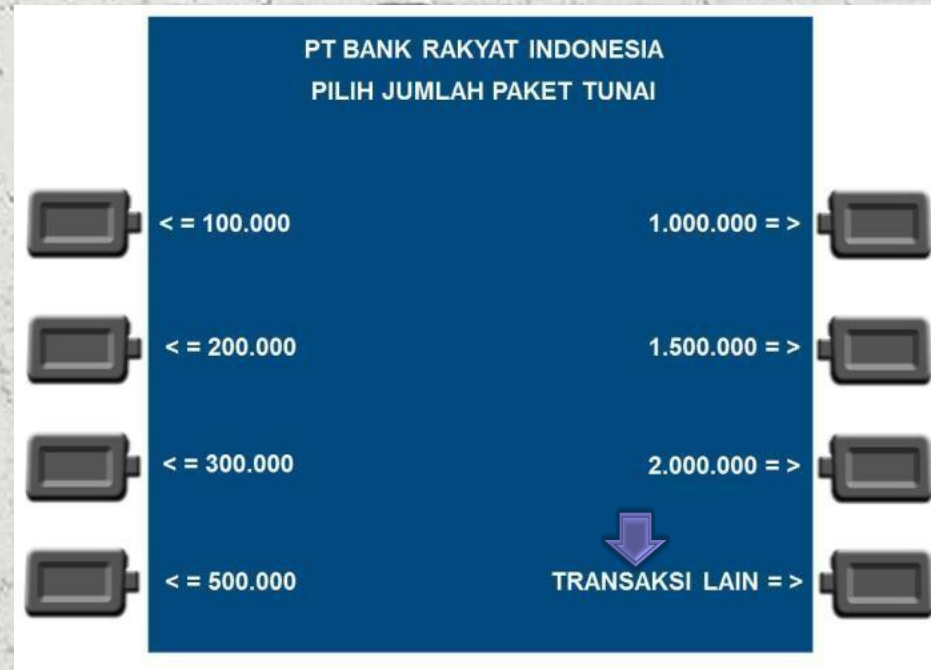 PT BANK RAKYAT INDONESIA
PILIH JUMLAH PAKET TUNAI
< = 100.000
1.000.000 = >
< = 200.000
1.500.000 = >
< = 300.000
2.000.000 = >
< = 500.000
TRANSAKSI LAIN = >